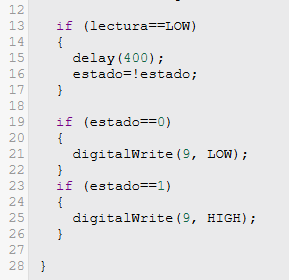 12
13 if (lectura==LOW)
14 {
15 delay(400);
16 estado=!estado;
17 }
18
19 if (estado==0)
20 {
21 digitalWrite(9, LOW);
22 }
23 if (estado==1)
24 {
25 digitalWrite(9, HIGH);
26 }
27
28 }